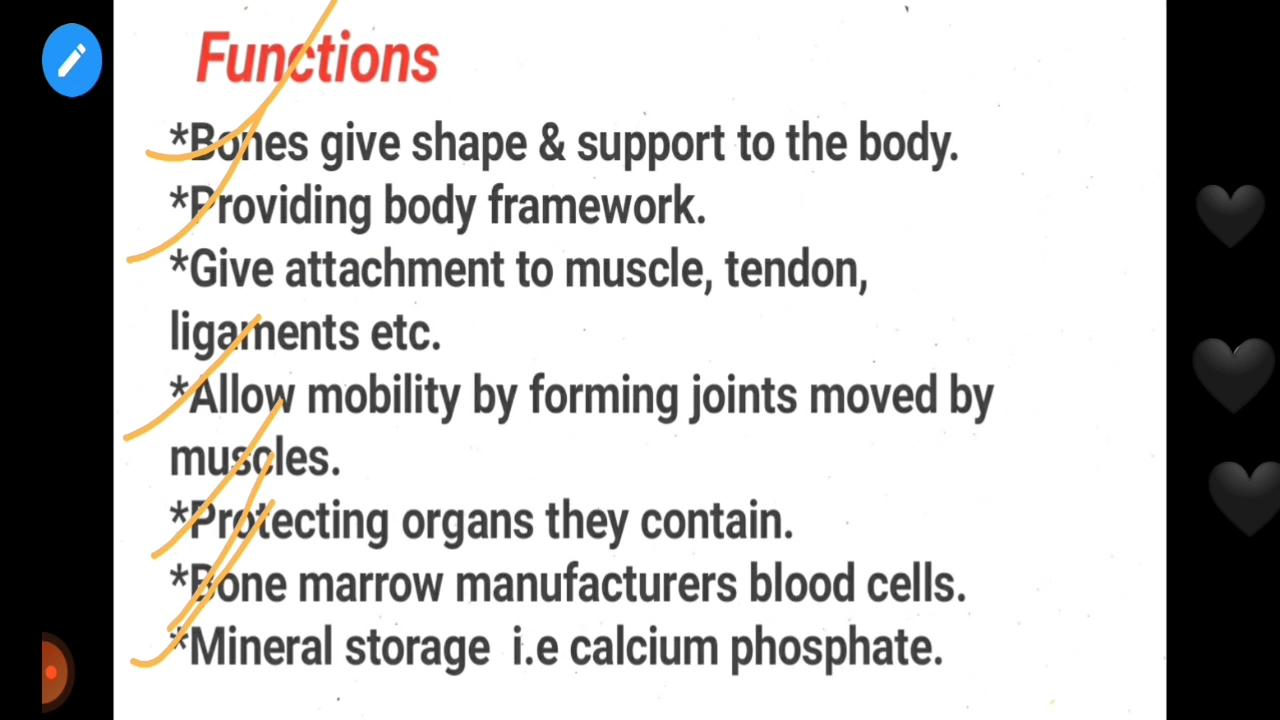 Functions
*Bones give shape & support to the body.
*Providing body framework.
*Give attachment to muscle, tendon,
ligaments etc.
*Allow mobility by forming joints moved by
muscles.
*Protecting organs they contain.
*Bone marrow manufacturers blood cells.
*Mineral storage i.e calcium phosphate.